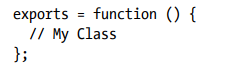 exports = function () {
// My Class
};